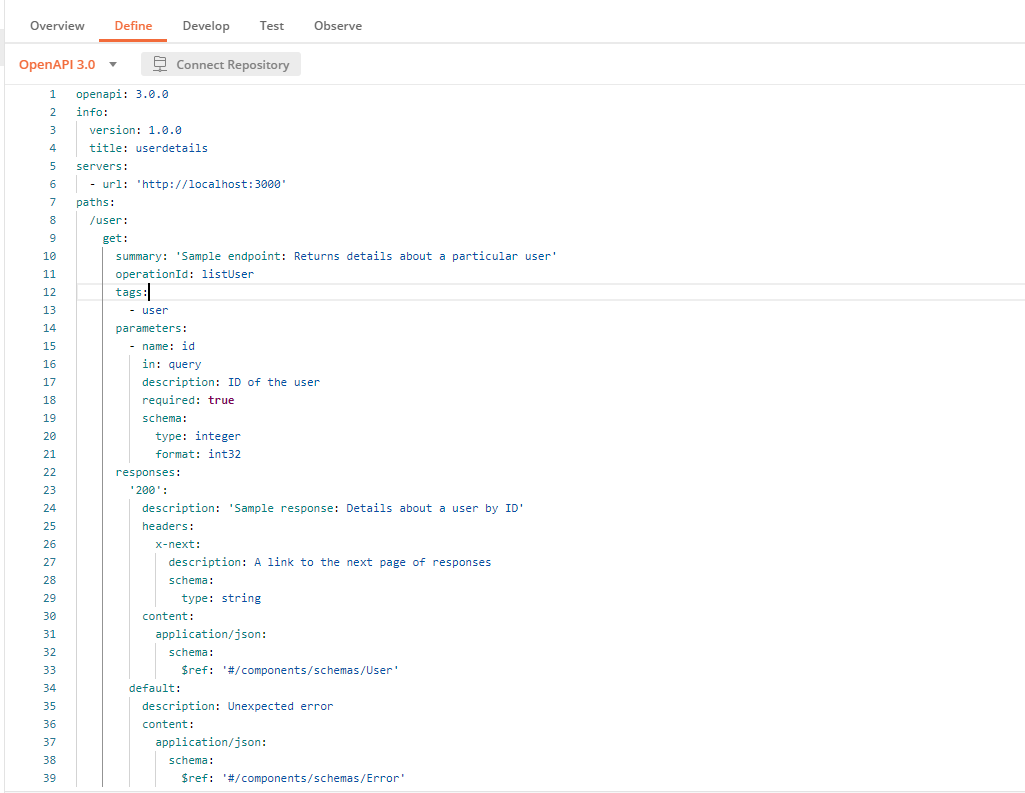 Overview Define Develop Test Observe
OpenAPI 3.0 Connect Repository
1 openapi: 3.0.0
2 info:
3   version: 1.0.0
4   title: userdetails
5 servers:
6   - url: 'http://localhost:3000'
7 paths:
8   /user:
9     get:
10       summary: 'Sample endpoint: Returns details about a particular user'
11       operationId: listUser
12       tags:
13         - user
14       parameters:
15         - name: id
16           in: query
17           description: ID of the user
18           required: true
19           schema:
20             type: integer
21             format: int32
22       responses:
23         '200':
24           description: 'Sample response: Details about a user by ID'
25           headers:
26             x-next:
27               description: A link to the next page of responses
28               schema:
29                 type: string
30           content:
31             application/json:
32               schema:
33                 $ref: '#/components/schemas/User'
34         default:
35           description: Unexpected error
36           content:
37             application/json:
38               schema:
39                 $ref: '#/components/schemas/Error'